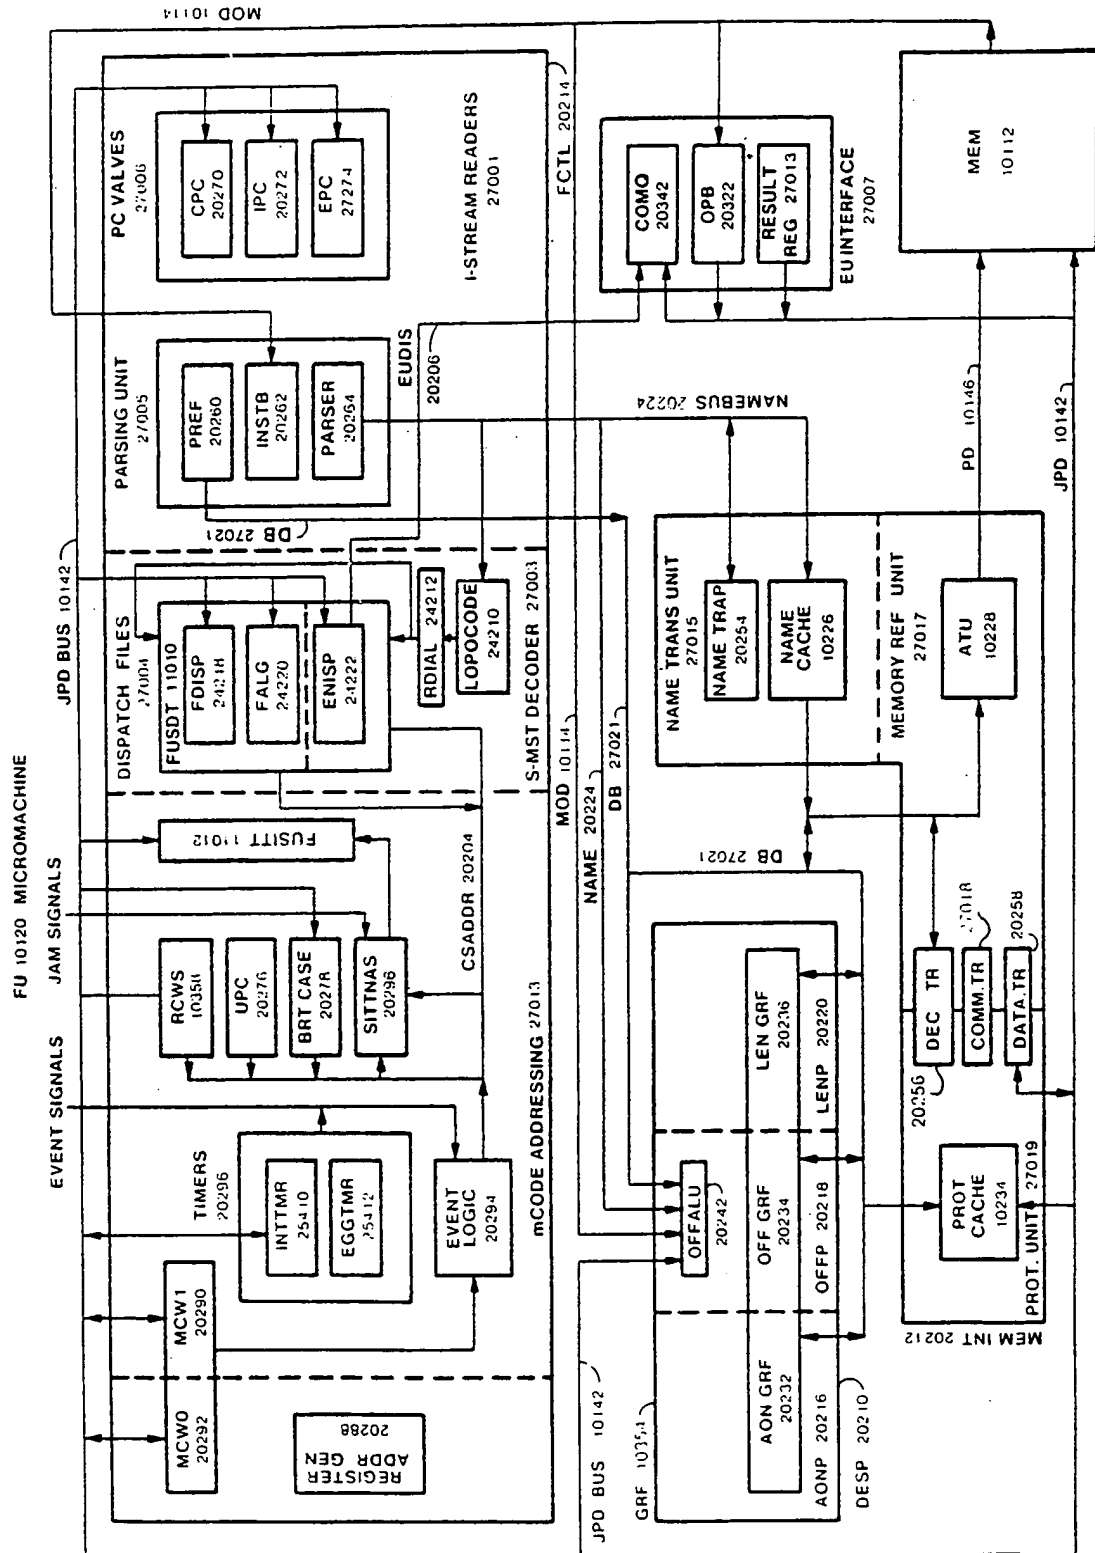 FU 10120 MICROMACHINE
EVENT SIGNALS
JAM SIGNALS
JPD BUS 10142
MOD 10114
MCW0
20292
MCW1
20290
REGISTER
ADDR GEN
20288
TIMERS
20296
INTTMR
25410
EGGTMR
25412
EVENT
LOGIC
20294
RCWS
10358
UPC
20276
BRT CASE
20278
SITTNAS
20296
FUSITT 11012
CSADDR 20204
mCODE ADDRESSING 27013
DISPATCH FILES
27004
FUSDT 11010
FDISP
24218
FALG
24220
ENISP
24222
RDIAL 24212
LOPOCODE
24210
S-MST DECODER 27003
PARSING UNIT
27005
PREF
20260
INSTB
20262
PARSER
20264
DB 27021
EUDIS
20206
PC VALVES
27006
CPC
20270
IPC
20272
EPC
27274
I-STREAM READERS
27001
FCTL 20214
MOD 10114
NAME 20224
DB 27021
NAMEBUS 20224
COMQ
20342
OPB
20322
RESULT
REG 27013
EU INTERFACE
27007
MEM
10112
JPD BUS 10142
GRF 10354
OFFALU
20242
AON GRF
20232
OFF GRF
20234
LEN GRF
20236
AONP 20216
OFFP 20218
LENP 20220
DESP 20210
DB 27021
NAME TRANS UNIT
27015
NAME TRAP
20254
NAME
CACHE
10226
MEMORY REF UNIT
27017
ATU
10228
PD 10146
JPD 10142
DEC TR
20256
COMM.TR
27018
DATA.TR
20258
PROT
CACHE
10234
PROT. UNIT 27019
MEM INT 20212